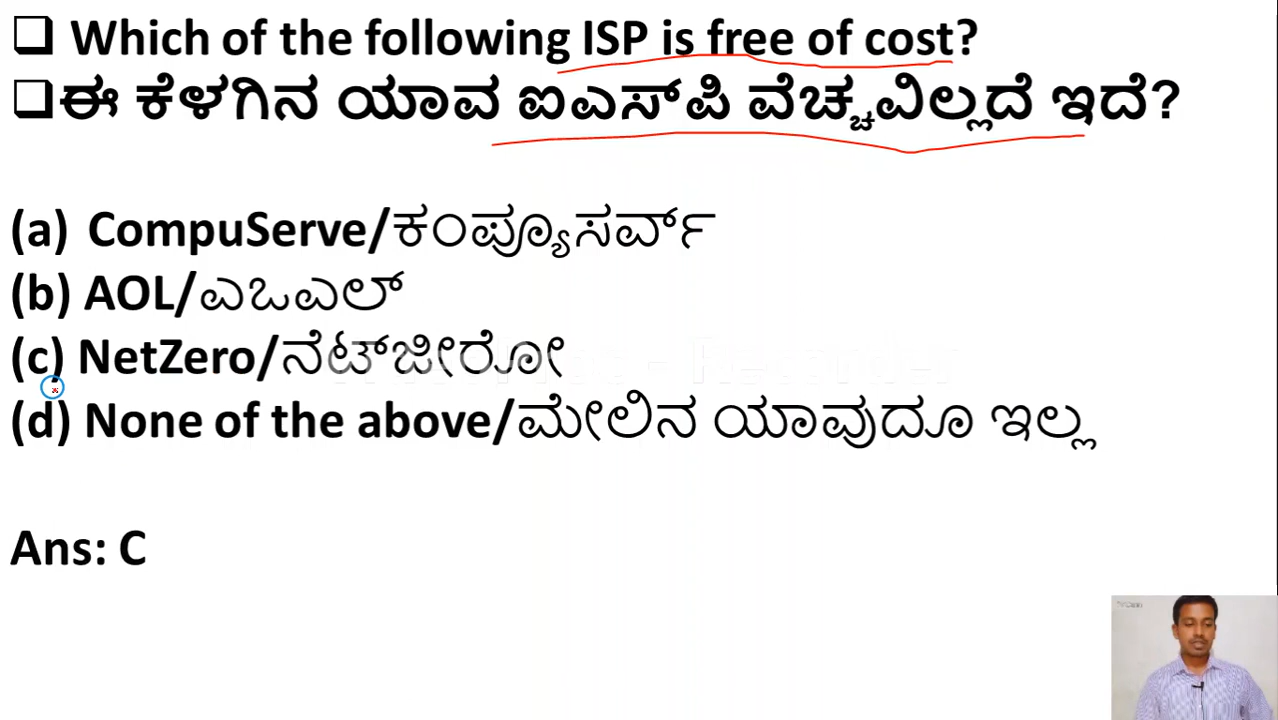 ❑ Which of the following ISP is free of cost?
❑ಈ ಕೆಳಗಿನ ಯಾವ ಐಎಸ್‌ಪಿ ವೆಚ್ಚವಿಲ್ಲದೆ ಇದೆ?
(a) CompuServe/ಕಂಪ್ಯೂಸರ್ವ್
(b) AOL/ಎಒಎಲ್
(c) NetZero/ನೆಟ್‌ಜೀರೋ
(d) None of the above/ಮೇಲಿನ ಯಾವುದೂ ಇಲ್ಲ
Ans: C